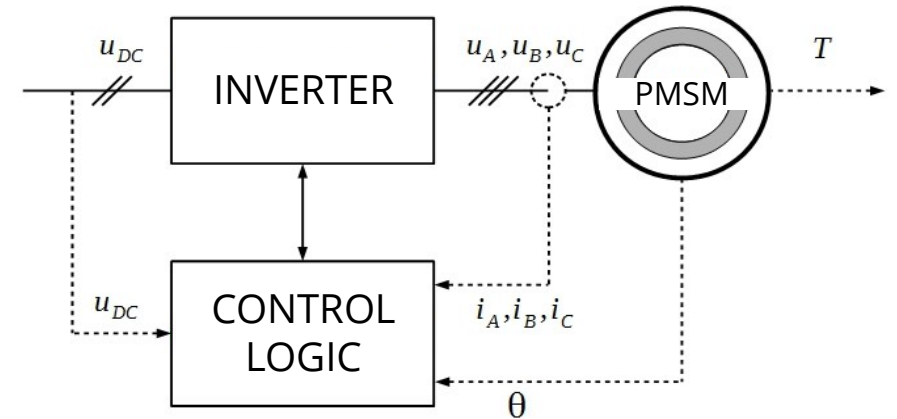 u_DC
u_A,u_B,u_C
T
INVERTER
PMSM
u_DC
CONTROL
LOGIC
i_A,i_B,i_C
θ